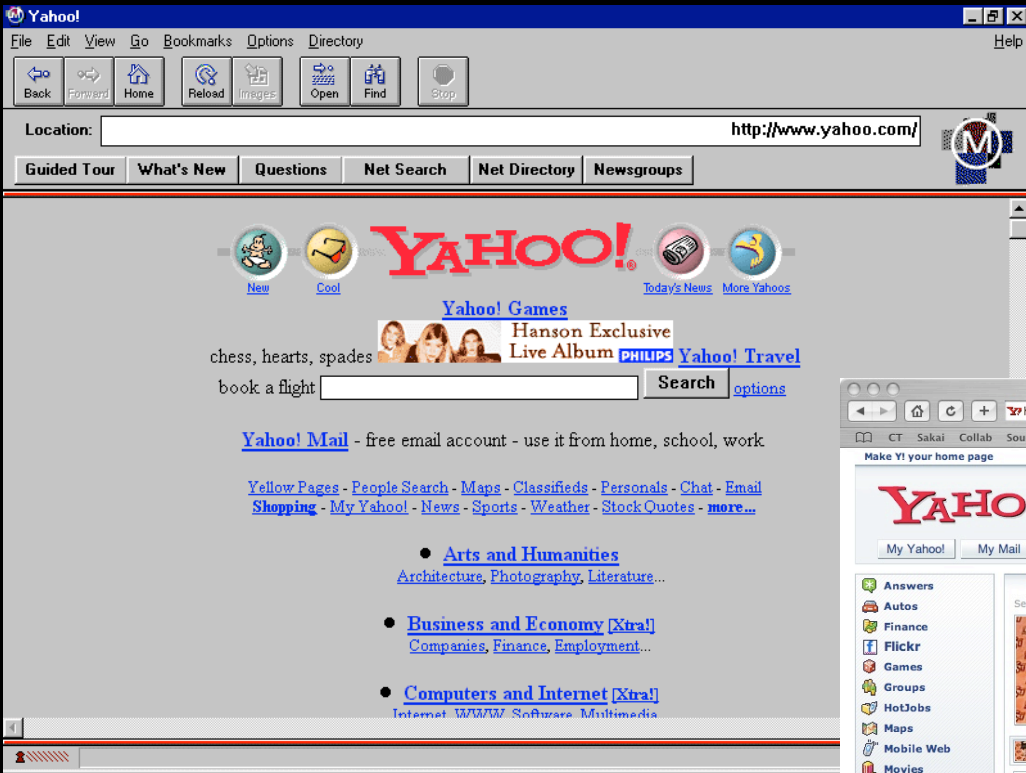 Yahoo!
File Edit View Go Bookmarks Options Directory Help
Back Forward Home Reload Images Open Find Stop
Location: http://www.yahoo.com/
Guided Tour What's New Questions Net Search Net Directory Newsgroups
YAHOO!
New Cool Today's News More Yahoos
Yahoo! Games
Hanson Exclusive
chess, hearts, spades Live Album PHILIPS Yahoo! Travel
book a flight Search options
Yahoo! Mail - free email account - use it from home, school, work
Yellow Pages - People Search - Maps - Classifieds - Personals - Chat - Email
Shopping - My Yahoo! - News - Sports - Weather - Stock Quotes - more...
Arts and Humanities
Architecture, Photography, Literature...
Business and Economy [Xtra!]
Companies, Finance, Employment...
Computers and Internet [Xtra!]
Internet, WWW, Software, Multimedia
CT Sakai Collab Sou
Make Y! your home page
YAHO
My Yahoo! My Mail
Answers
Autos
Finance
Flickr
Games
Groups
HotJobs
Maps
Mobile Web
Movies